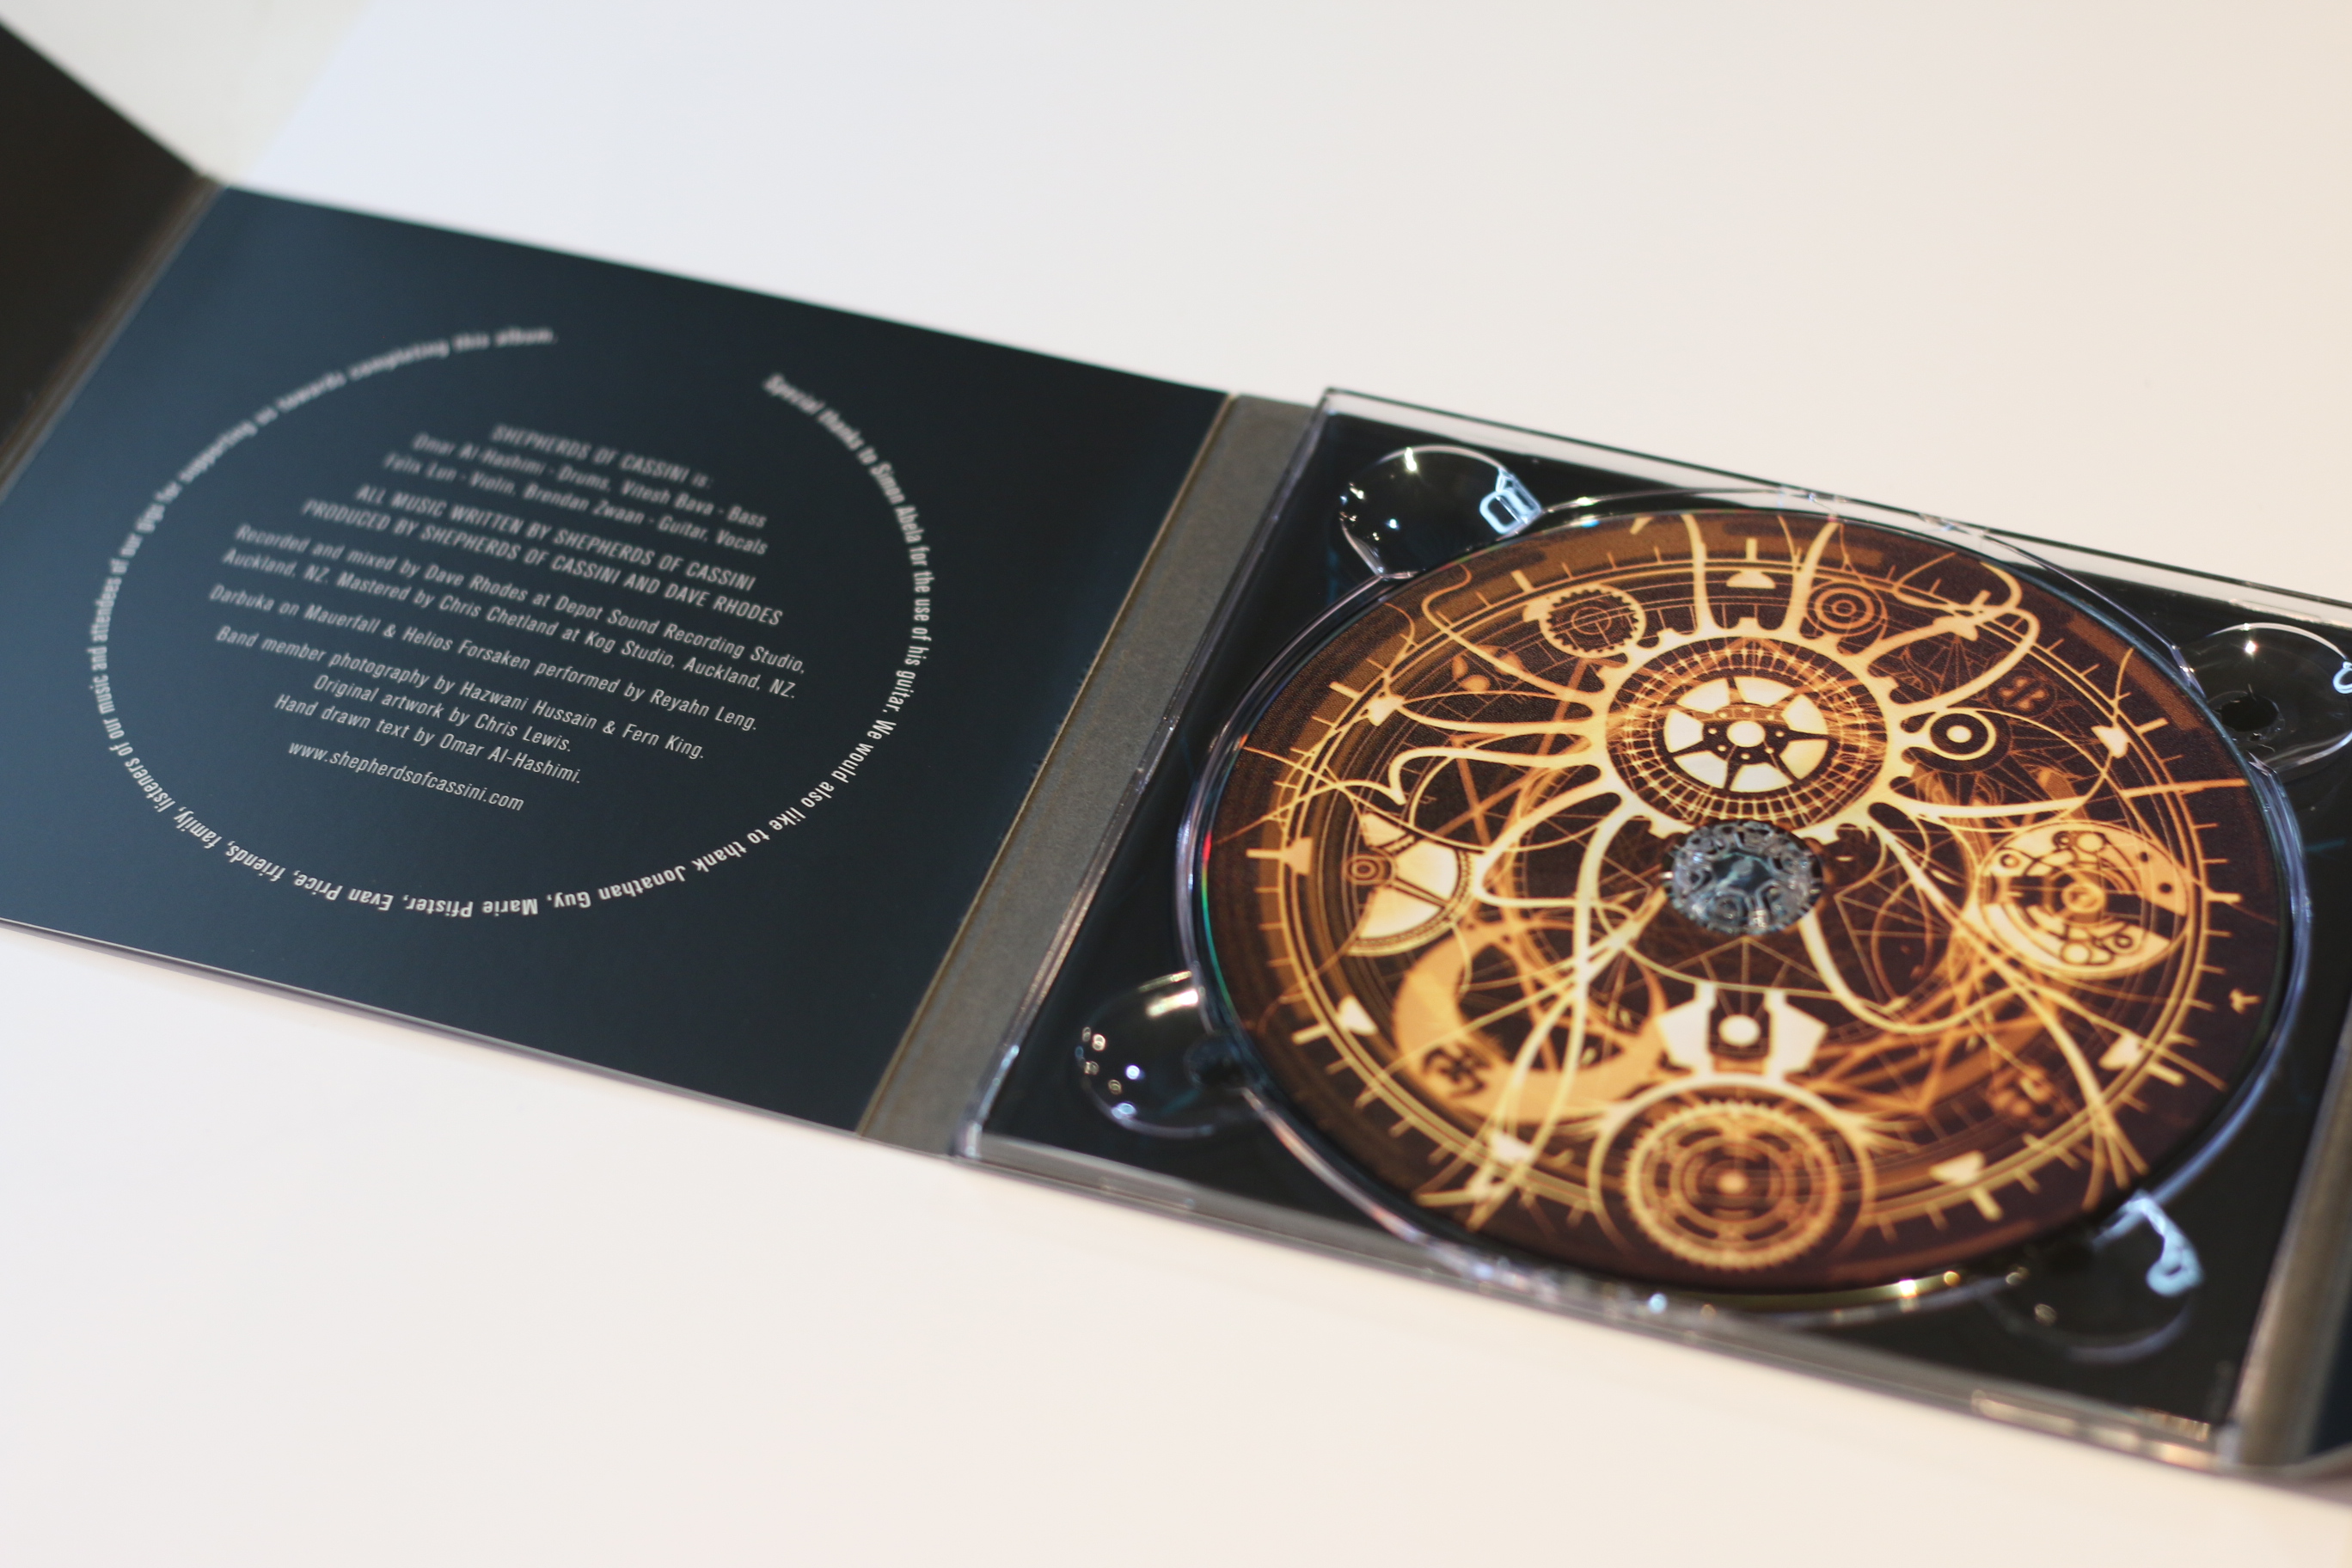 SHEPHERDS OF CASSINI is:
Omar Al-Hashimi - Drums, Vitesh Bava - Bass
Felix Lun - Violin, Brendan Zwaan - Guitar, Vocals
ALL MUSIC WRITTEN BY SHEPHERDS OF CASSINI
PRODUCED BY SHEPHERDS OF CASSINI AND DAVE RHODES
Recorded and mixed by Dave Rhodes at Depot Sound Recording Studio,
Auckland, NZ. Mastered by Chris Chetland at Kog Studio, Auckland, NZ.
Darbuka on Mauerfall & Helios Forsaken performed by Reyahn Leng.
Band member photography by Hazwani Hussain & Fern King.
Original artwork by Chris Lewis.
Hand drawn text by Omar Al-Hashimi.
www.shepherdsofcassini.com
Special thanks to Simon Abela for the use of his guitar. We would also like to thank Jonathan Guy, Marie Pfister, Evan Price, friends, family, listeners of our music and attendees of our gigs for supporting us towards completing this album.